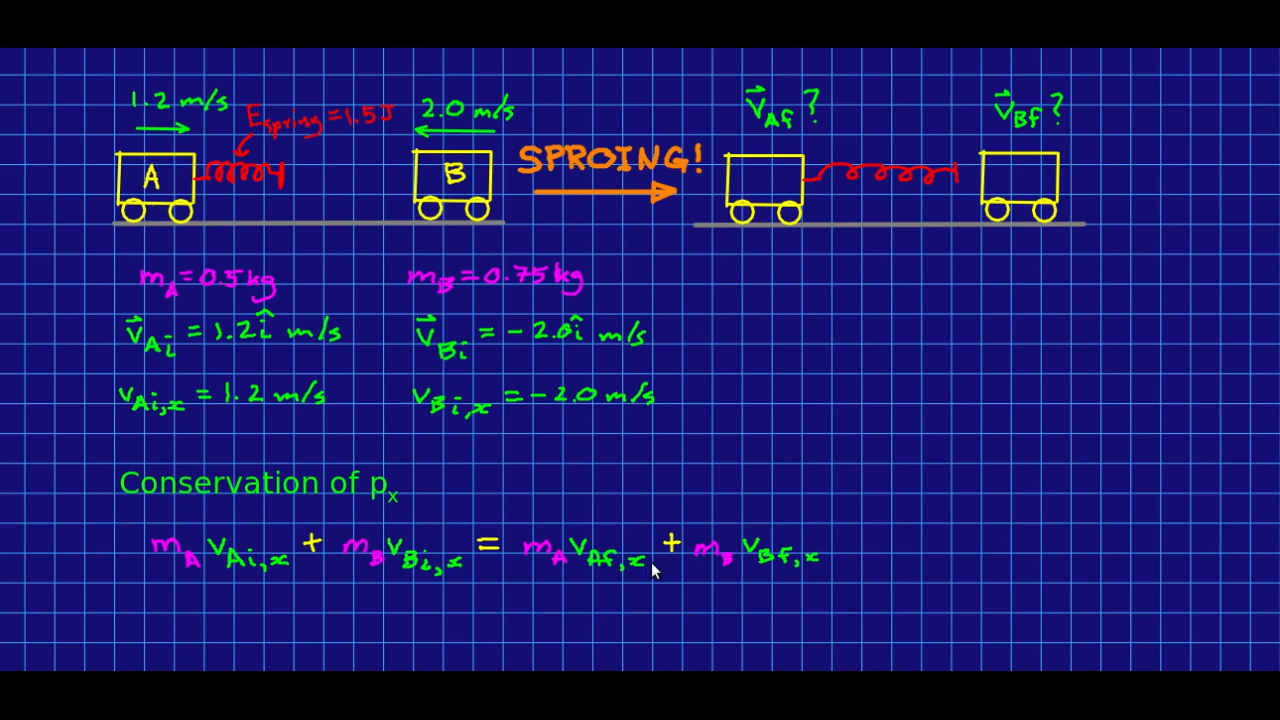 1.2 m/s
E_spring = 1.5 J
2.0 m/s
v⃗_Af ?
v⃗_Bf ?
SPROING!
A
B
m_A = 0.5 kg
m_B = 0.75 kg
v⃗_Ai = 1.2 î m/s
v⃗_Bi = -2.0 î m/s
v_Ai,x = 1.2 m/s
v_Bi,x = -2.0 m/s
Conservation of p_x
m_A v_Ai,x + m_B v_Bi,x = m_A v_Af,x + m_B v_Bf,x